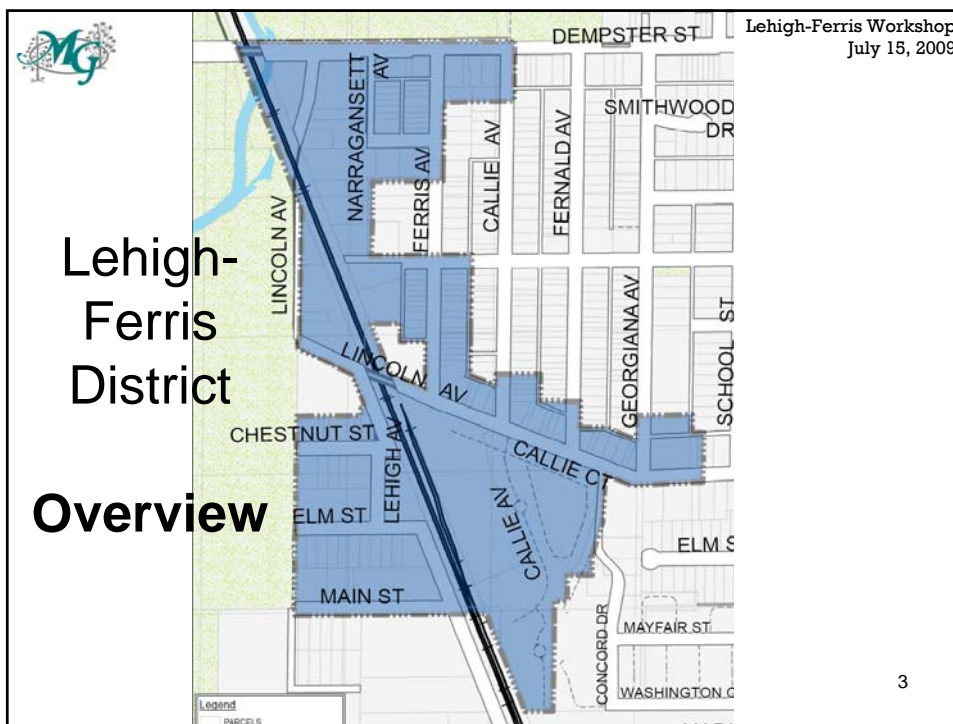 MG
Lehigh-Ferris Workshop
July 15, 2009
DEMPSTER ST
SMITHWOOD
DR
NARRAGANSETT
AV
FERRIS AV
CALLIE AV
FERNALD AV
LINCOLN AV
GEORGIANA AV
SCHOOL ST
Lehigh-
Ferris
District
LINCOLN AV
CHESTNUT ST
LEHIGH AV
CALLIE CT
Overview
ELM ST
CALLIE AV
ELM S
MAIN ST
CONCORD DR
MAYFAIR ST
WASHINGTON C
3
Legend
PARCELS